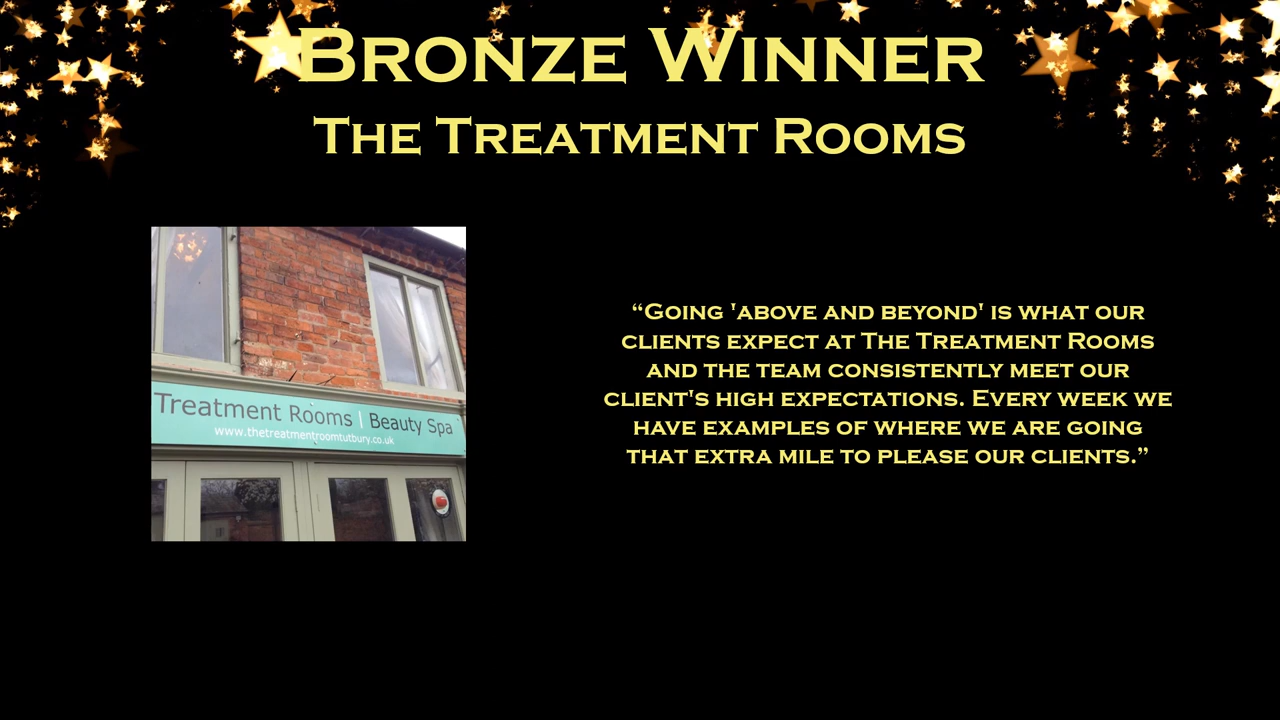 Bronze Winner
The Treatment Rooms
Treatment Rooms | Beauty Spa
www.thetreatmentroomtutbury.co.uk
“Going 'above and beyond' is what our
clients expect at The Treatment Rooms
and the team consistently meet our
client's high expectations. Every week we
have examples of where we are going
that extra mile to please our clients.”